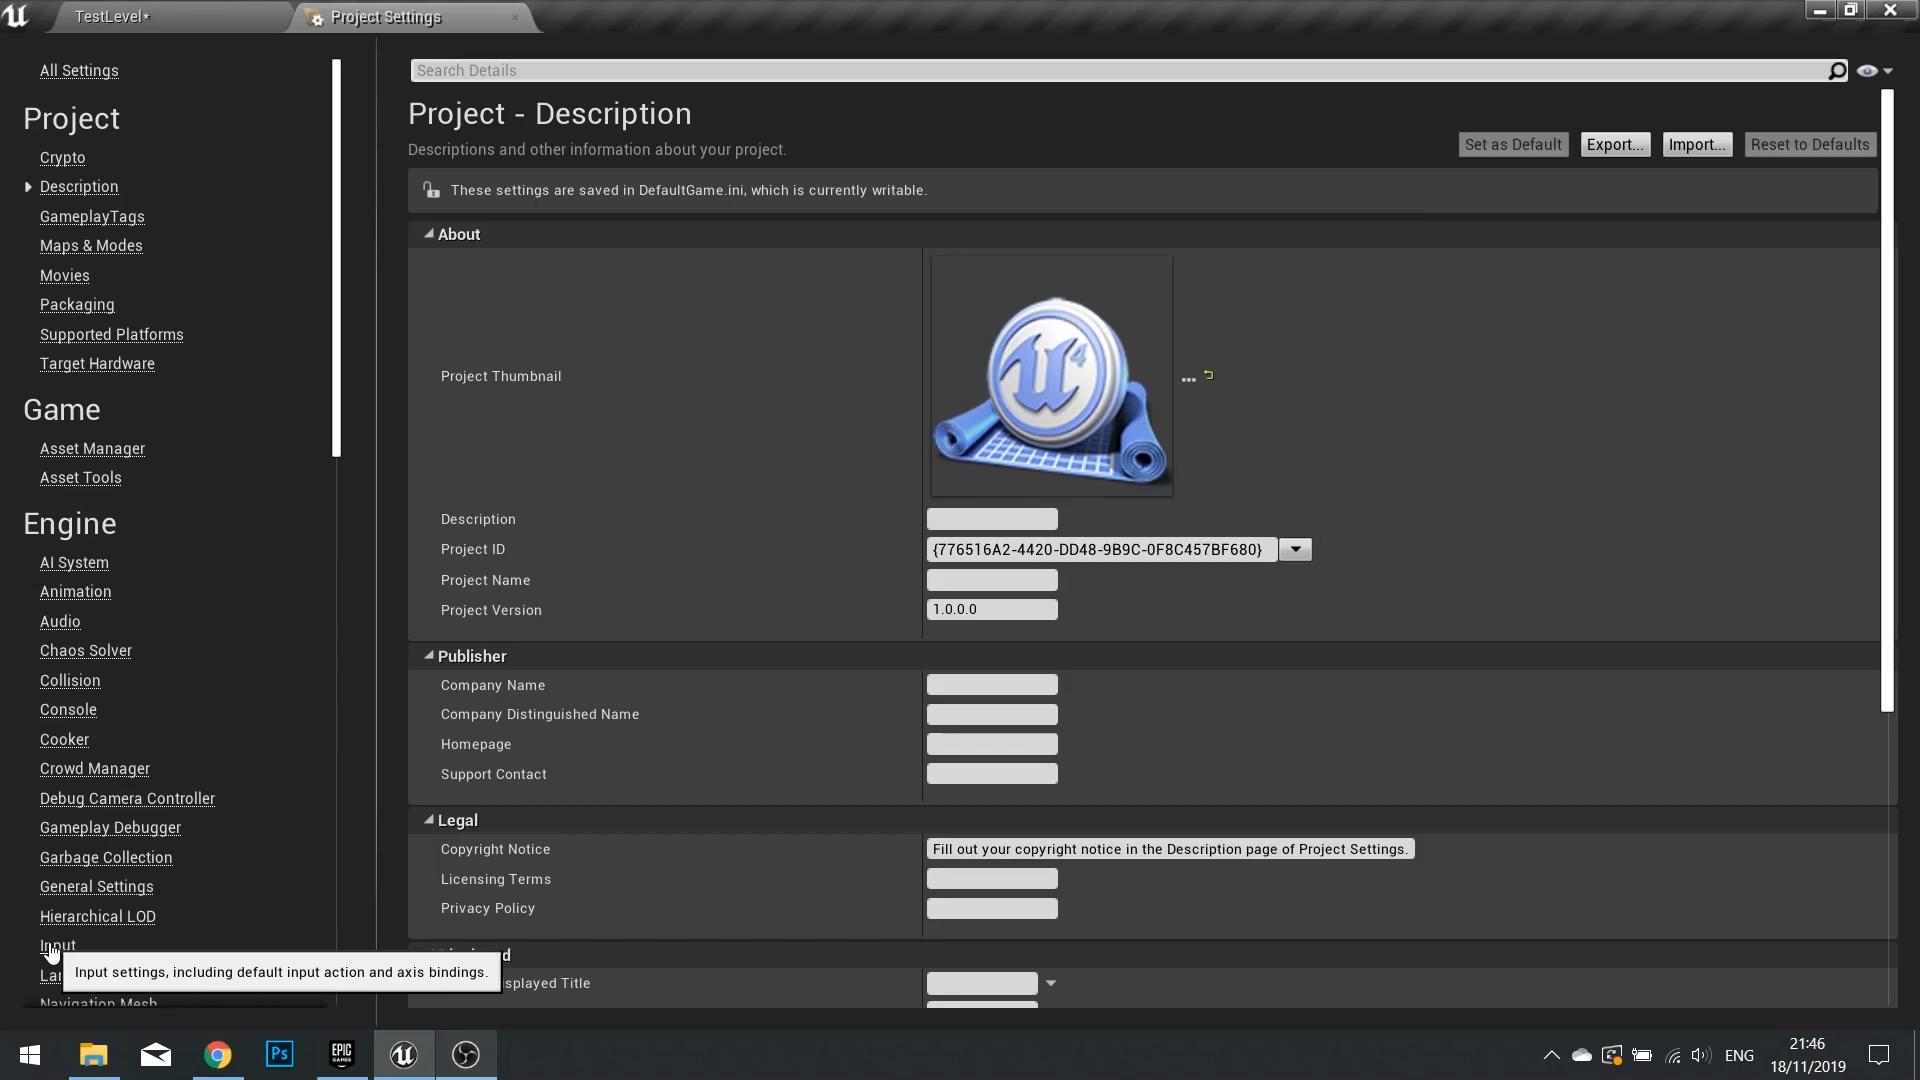 TestLevel*
Project Settings
All Settings
Project
Crypto
Description
GameplayTags
Maps & Modes
Movies
Packaging
Supported Platforms
Target Hardware
Game
Asset Manager
Asset Tools
Engine
AI System
Animation
Audio
Chaos Solver
Collision
Console
Cooker
Crowd Manager
Debug Camera Controller
Gameplay Debugger
Garbage Collection
General Settings
Hierarchical LOD
Input
Navigation Mesh
Input settings, including default input action and axis bindings.
Search Details
Project - Description
Descriptions and other information about your project.
Set as Default
Export...
Import...
Reset to Defaults
These settings are saved in DefaultGame.ini, which is currently writable.
About
Project Thumbnail
Description
Project ID
{776516A2-4420-DD48-9B9C-0F8C457BF680}
Project Name
Project Version
1.0.0.0
Publisher
Company Name
Company Distinguished Name
Homepage
Support Contact
Legal
Copyright Notice
Fill out your copyright notice in the Description page of Project Settings.
Licensing Terms
Privacy Policy
Title
Ps
EPIC
GAMES
ENG
21:46
18/11/2019